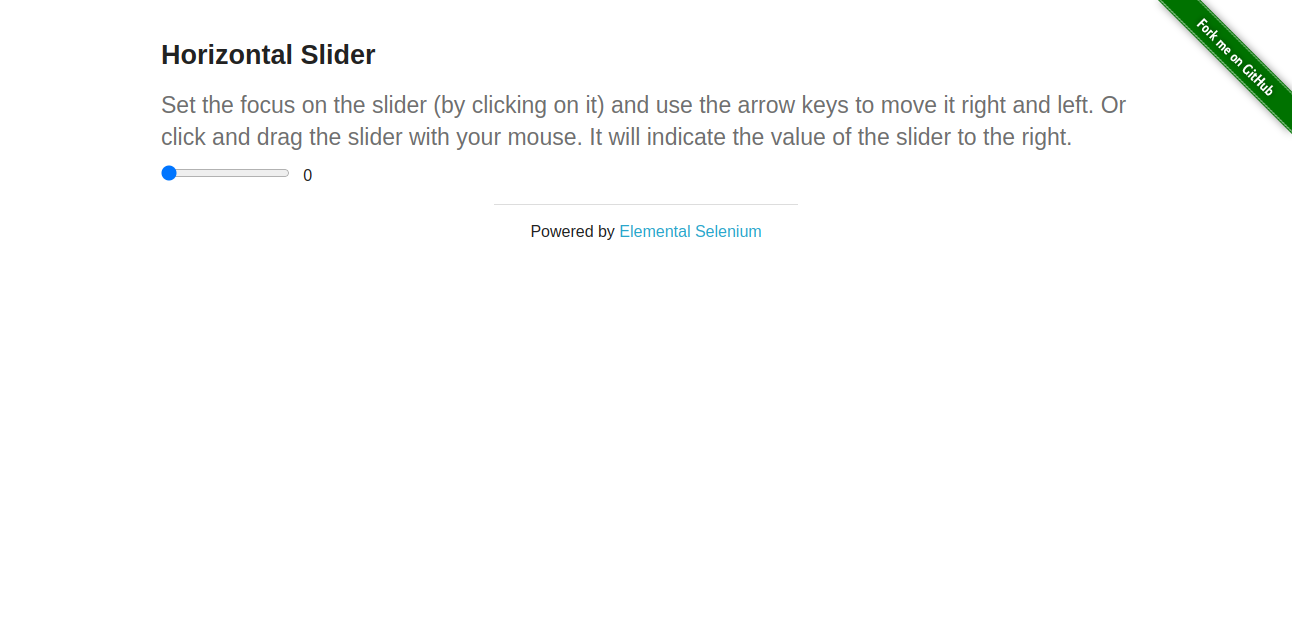 Fork me on GitHub
Horizontal Slider
Set the focus on the slider (by clicking on it) and use the arrow keys to move it right and left. Or
click and drag the slider with your mouse. It will indicate the value of the slider to the right.
0
Powered by Elemental Selenium